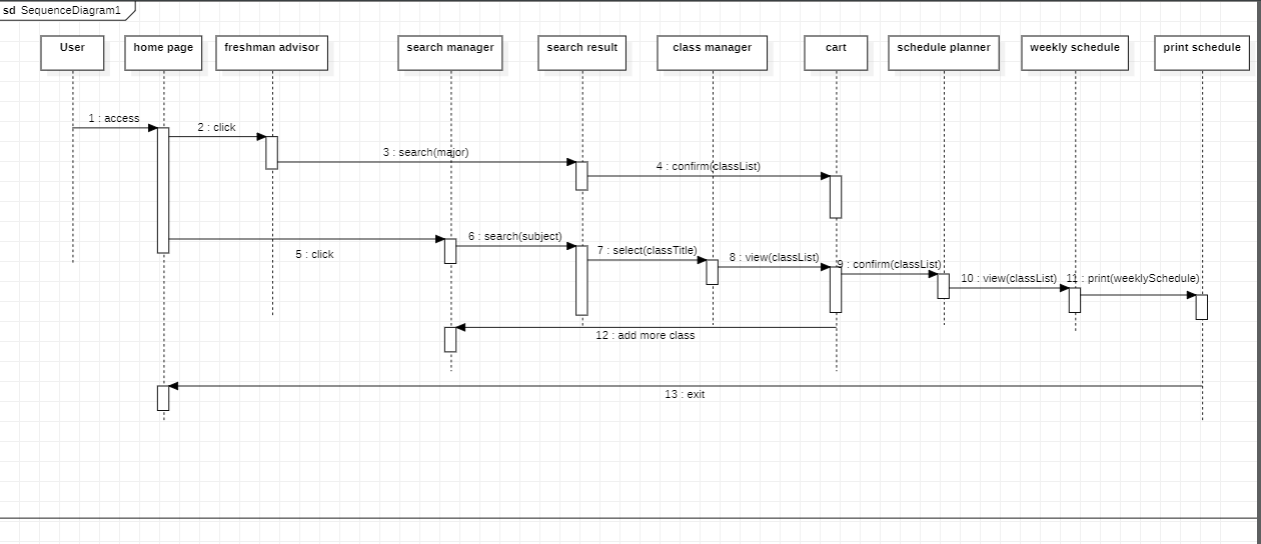 sd SequenceDiagram1
User
home page
freshman advisor
search manager
search result
class manager
cart
schedule planner
weekly schedule
print schedule
1 : access
2 : click
3 : search(major)
4 : confirm(classList)
5 : click
6 : search(subject)
7 : select(classTitle)
8 : view(classList)
9 : confirm(classList)
10 : view(classList)
11 : print(weeklySchedule)
12 : add more class
13 : exit